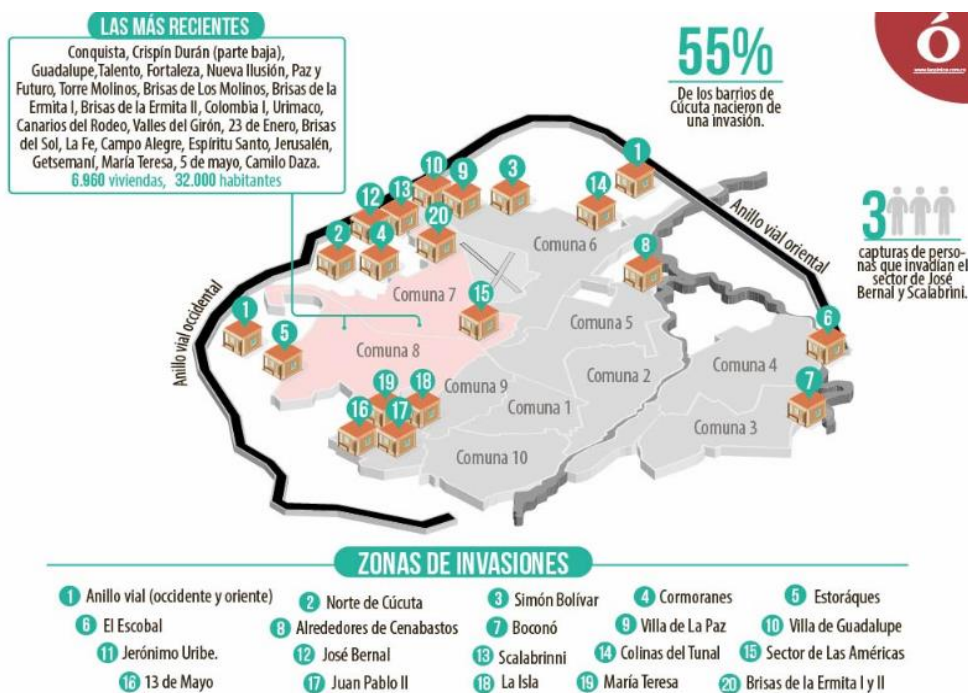 LAS MÁS RECIENTES
Conquista, Crispín Durán (parte baja),
Guadalupe,Talento, Fortaleza, Nueva Ilusión, Paz y
Futuro, Torre Molinos, Brisas de Los Molinos, Brisas de la
Ermita I, Brisas de la Ermita II, Colombia I, Urimaco,
Canarios del Rodeo, Valles del Girón, 23 de Enero, Brisas
del Sol, La Fe, Campo Alegre, Espíritu Santo, Jerusalén,
Getsemaní, María Teresa, 5 de mayo, Camilo Daza.
6.960 viviendas, 32.000 habitantes
55%
De los barrios de
Cúcuta nacieron de
una invasión.
ó
3
capturas de perso-
nas que invadían el
sector de José
Bernal y Scalabrini.
Anillo vial occidental
Anillo vial oriental
1
2
12
4
13
10
20
9
3
14
1
8
5
15
6
7
16
19
17
18
Comuna 6
Comuna 7
Comuna 8
Comuna 5
Comuna 9
Comuna 2
Comuna 1
Comuna 10
Comuna 4
Comuna 3
ZONAS DE INVASIONES
1 Anillo vial (occidente y oriente)
2 Norte de Cúcuta
3 Simón Bolívar
4 Cormoranes
5 Estoráques
6 El Escobal
8 Alrededores de Cenabastos
7 Boconó
9 Villa de La Paz
10 Villa de Guadalupe
11 Jerónimo Uribe.
12 José Bernal
13 Scalabrinni
14 Colinas del Tunal
15 Sector de Las Américas
16 13 de Mayo
17 Juan Pablo II
18 La Isla
19 María Teresa
20 Brisas de la Ermita I y II